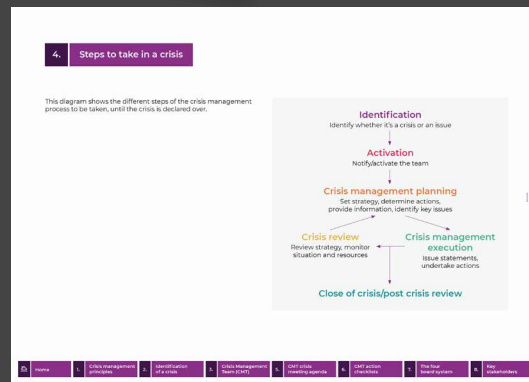 4. Steps to take in a crisis
This diagram shows the different steps of the crisis management
process to be taken, until the crisis is declared over.
Identification
Identify whether it's a crisis or an issue
Activation
Notify/activate the team
Crisis management planning
Set strategy, determine actions,
provide information, identify key issues
Crisis review
Review strategy, monitor
situation and resources
Crisis management
execution
Issue statements,
undertake actions
Close of crisis/post crisis review
Home
1. Crisis management
principles
2. Identification
of a crisis
3. Crisis Management
Team (CMT)
5. CMT crisis
meeting agenda
6. CMT action
checklists
7. The four
board system
8. Key
stakeholders